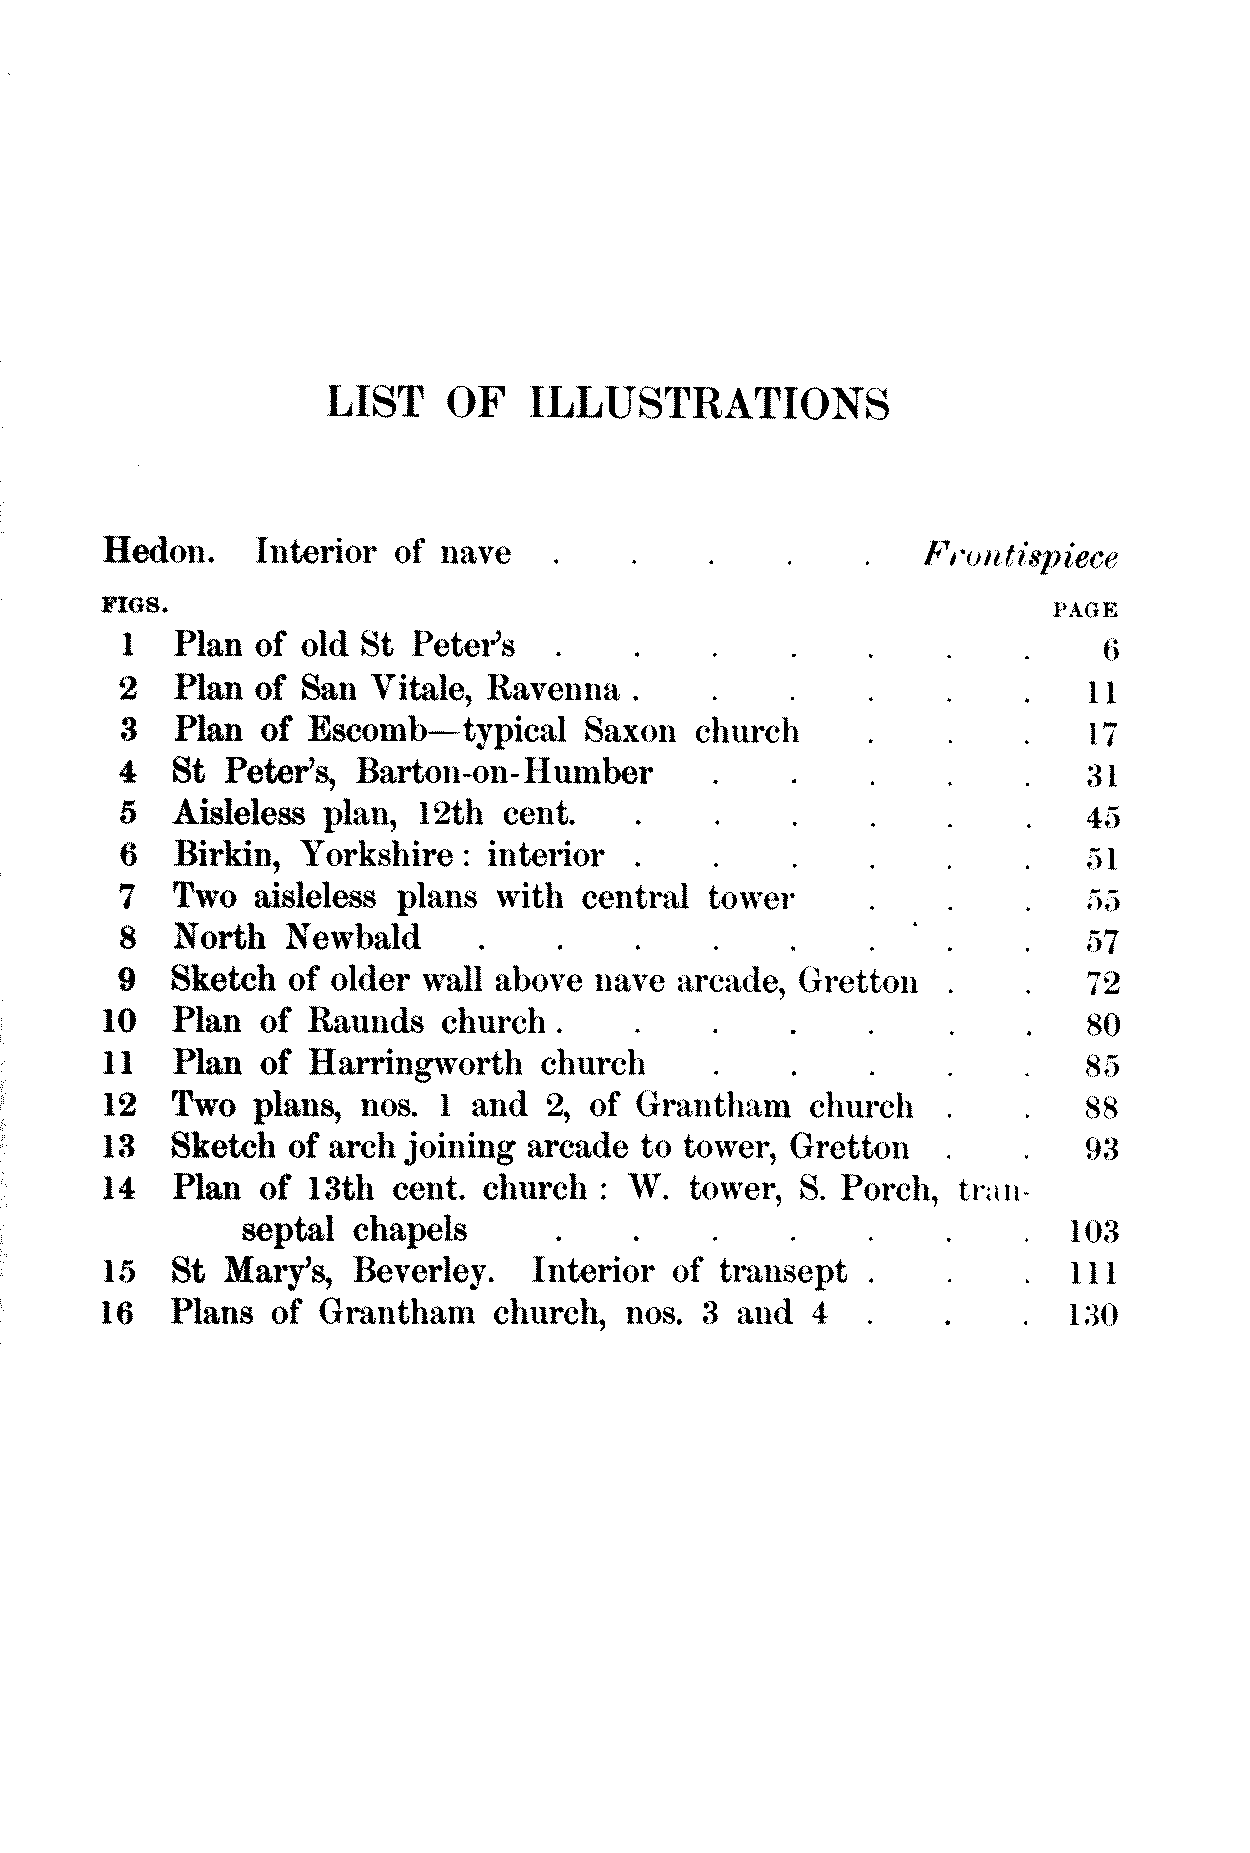 LIST OF ILLUSTRATIONS
Hedon. Interior of nave . . . . . Frontispiece
FIGS. PAGE
1 Plan of old St Peter's . . . . . . . 6
2 Plan of San Vitale, Ravenna . . . . . . 11
3 Plan of Escomb—typical Saxon church . . . 17
4 St Peter's, Barton-on-Humber . . . . . 31
5 Aisleless plan, 12th cent. . . . . . . 45
6 Birkin, Yorkshire : interior . . . . . . 51
7 Two aisleless plans with central tower . . . 55
8 North Newbald . . . . . . . . 57
9 Sketch of older wall above nave arcade, Gretton . . 72
10 Plan of Raunds church . . . . . . . 80
11 Plan of Harringworth church . . . . . 85
12 Two plans, nos. 1 and 2, of Grantham church . . 88
13 Sketch of arch joining arcade to tower, Gretton . . 93
14 Plan of 13th cent. church : W. tower, S. Porch, tran-
septal chapels . . . . . . . 103
15 St Mary's, Beverley. Interior of transept . . . 111
16 Plans of Grantham church, nos. 3 and 4 . . . 130